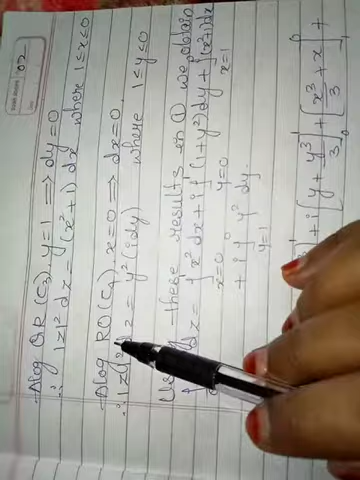 Along QR (C₃), y = 1 ⟹ dy = 0
∴ |z|² dz = (x² + 1) dx where 1 ≤ x ≤ 0
Along RO (C₄) x = 0 ⟹ dx = 0
∴ |z|² = y² (i dy) where 1 ≤ y ≤ 0
these results in ① we obtain
dz = ∫ x² dx + i ∫ (1 + y²) dy + ∫ (x² + 1) dx
x=0 y=0 x=1
+ i ∫ y² dy.
y=1
+ i [y + y³/3] + [x³/3 + x] +